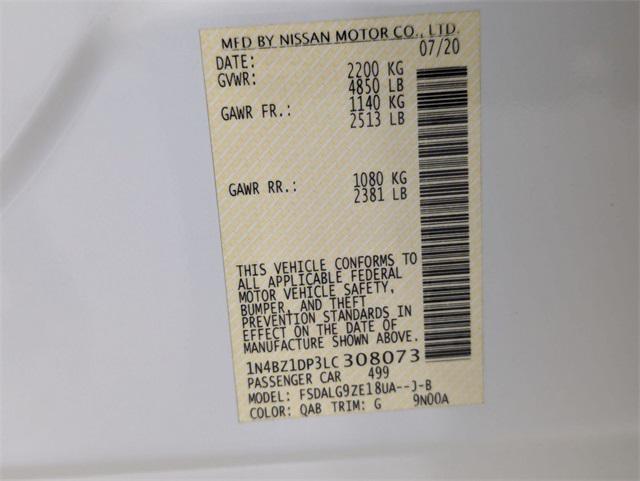 MFD BY NISSAN MOTOR CO., LTD.
DATE: 07/20
GVWR: 2200 KG
4850 LB
GAWR FR.: 1140 KG
2513 LB
GAWR RR.: 1080 KG
2381 LB
THIS VEHICLE CONFORMS TO
ALL APPLICABLE FEDERAL
MOTOR VEHICLE SAFETY,
BUMPER, AND THEFT
PREVENTION STANDARDS IN
EFFECT ON THE DATE OF
MANUFACTURE SHOWN ABOVE.
1N4BZ1DP3LC308073
PASSENGER CAR 499
MODEL: FSDALG9ZE18UA--J-B
COLOR: QAB TRIM: G 9N00A